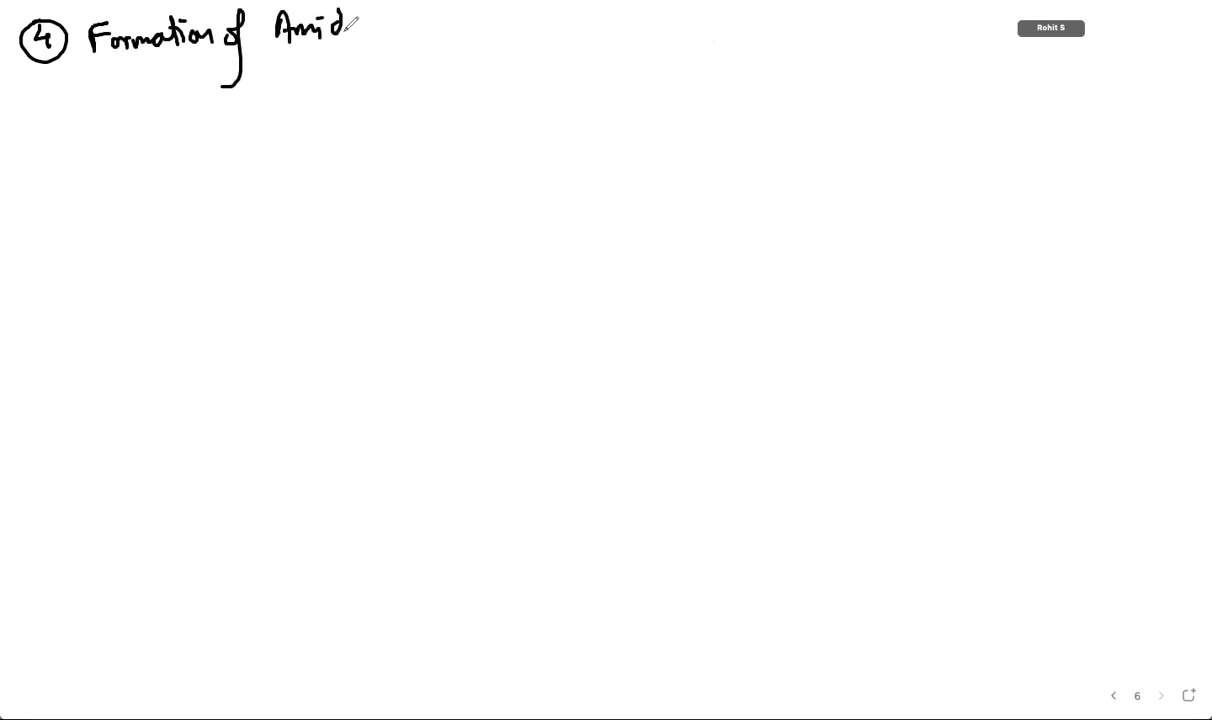 ④ Formation of Amid
Rohit S
6